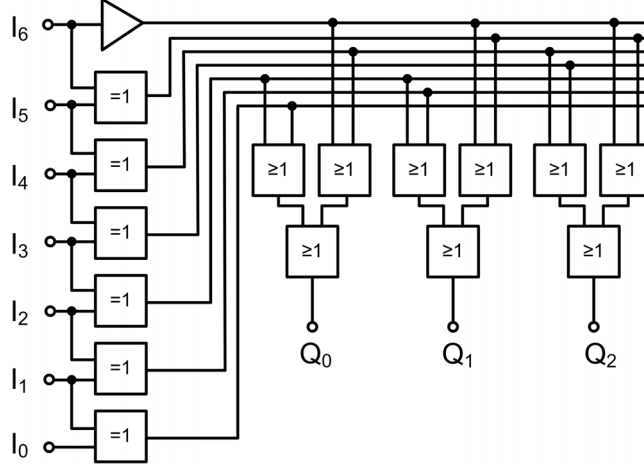 I₆
=1
I₅
=1
I₄
=1
I₃
=1
I₂
=1
I₁
=1
I₀
≥1 ≥1 ≥1 ≥1 ≥1 ≥1
≥1 ≥1 ≥1
Q₀ Q₁ Q₂